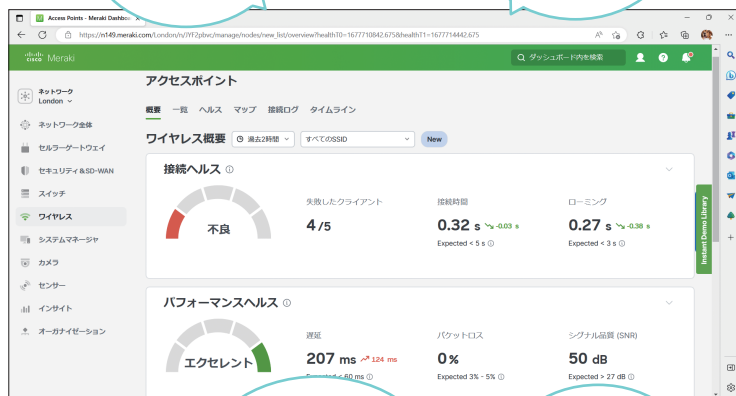 Access Points - Meraki Dashboa
https://n149.meraki.com/London/n/JYF2pbvc/manage/nodes/new_list/overview?healthT0=1677710842.675&healthT1=1677714442.675
CISCO Meraki
ダッシュボード内を検索
ネットワーク
London
ネットワーク全体
セルラーゲートウェイ
セキュリティ&SD-WAN
スイッチ
ワイヤレス
システムマネージャ
カメラ
センサー
インサイト
オーガナイゼーション
アクセスポイント
概要 一覧 ヘルス マップ 接続ログ タイムライン
ワイヤレス概要 過去2時間 すべてのSSID New
接続ヘルス
不良
失敗したクライアント 接続時間 ローミング
4 /5 0.32 s -0.03 s 0.27 s -0.38 s
Expected < 5 s Expected < 3 s
パフォーマンスヘルス
エクセレント
遅延 パケットロス シグナル品質 (SNR)
207 ms 124 ms 0% 50 dB
Expected < 60 ms Expected 3% - 5% Expected > 27 dB
Instant Demo Library